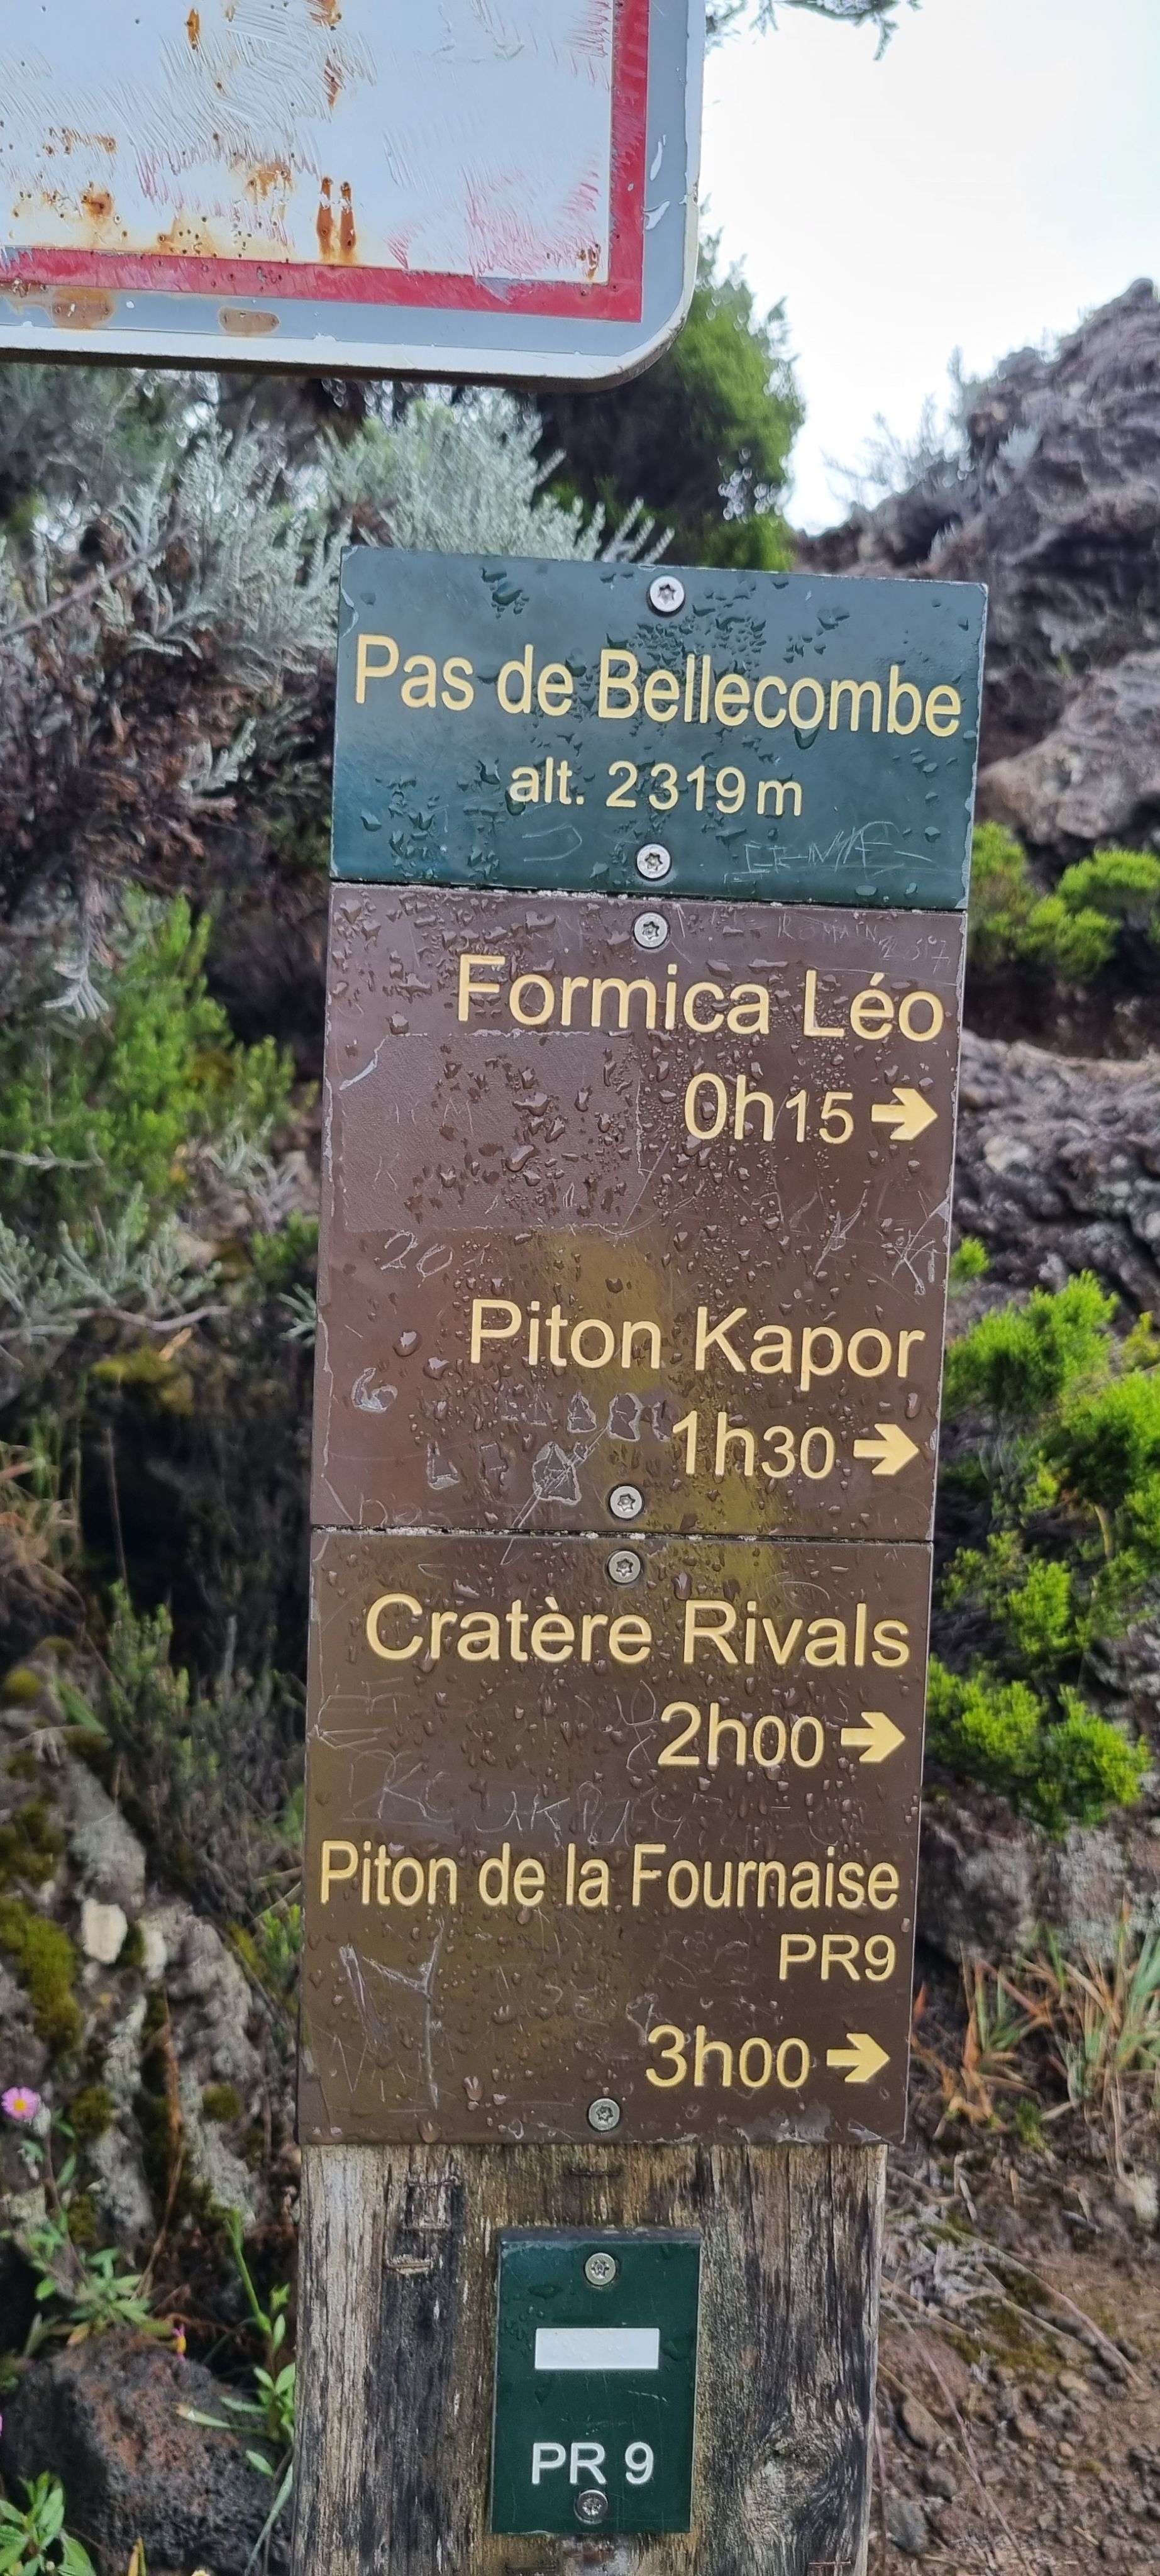 Pas de Bellecombe
alt. 2319 m
Formica Léo
0h15
Piton Kapor
1h30
Cratère Rivals
2h00
Piton de la Fournaise
PR9
3h00
PR 9